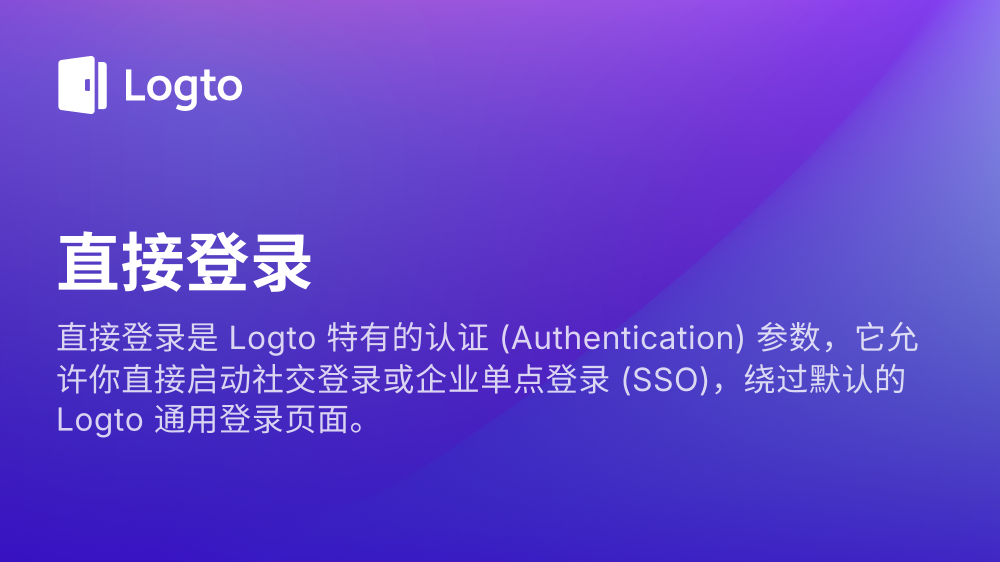 Logto
直接登录
直接登录是 Logto 特有的认证 (Authentication) 参数，它允
许你直接启动社交登录或企业单点登录 (SSO)，绕过默认的
Logto 通用登录页面。